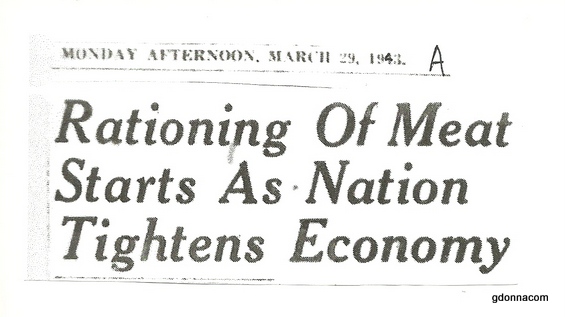 MONDAY AFTERNOON, MARCH 29, 1943. A
Rationing Of Meat
Starts As Nation
Tightens Economy
gdonnacom